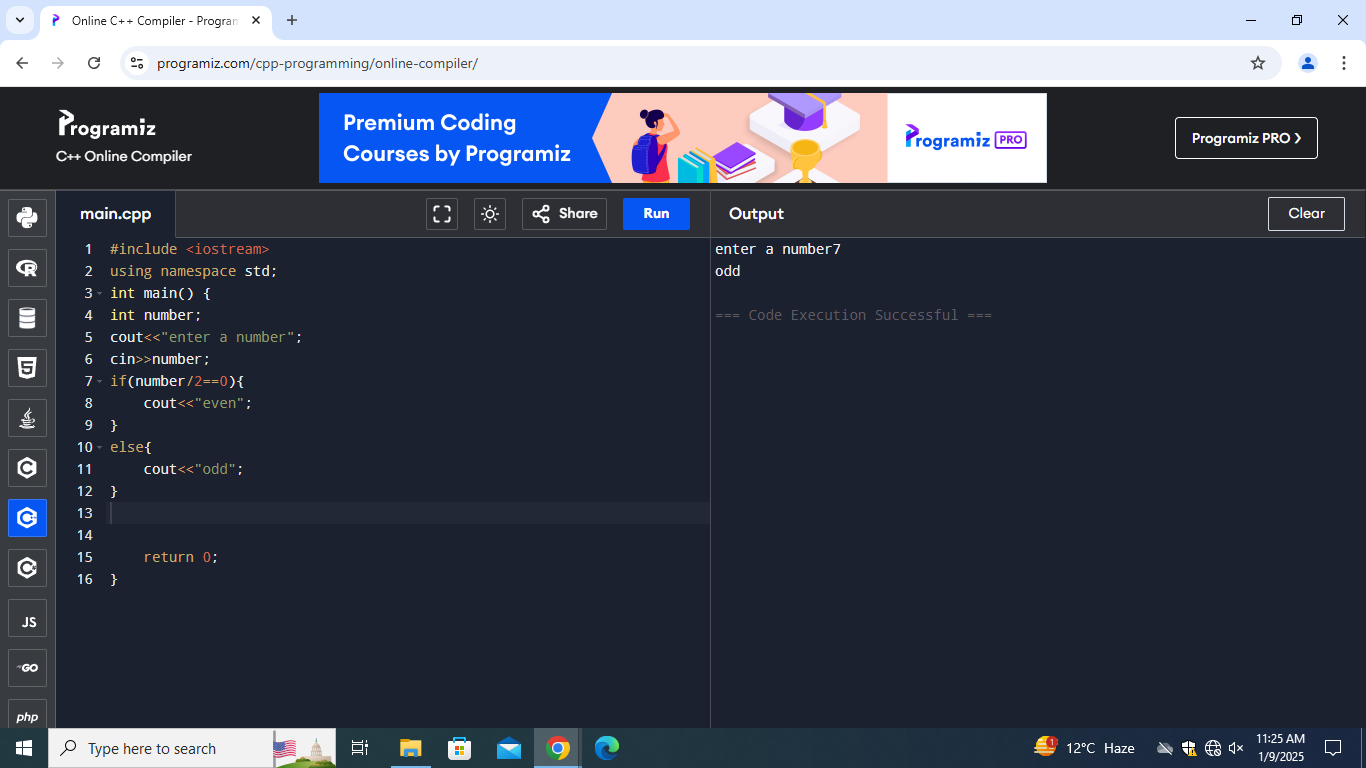 Online C++ Compiler - Program
programiz.com/cpp-programming/online-compiler/
Programiz
C++ Online Compiler
Premium Coding
Courses by Programiz
Programiz PRO
Programiz PRO ›
main.cpp
Share
Run
Output
Clear
1 #include <iostream>
2 using namespace std;
3 int main() {
4 int number;
5 cout<<"enter a number";
6 cin>>number;
7 if(number/2==0){
8     cout<<"even";
9 }
10 else{
11     cout<<"odd";
12 }
13
14
15     return 0;
16 }
enter a number7
odd
=== Code Execution Successful ===
JS
GO
php
Type here to search
1
12°C Haze
11:25 AM
1/9/2025